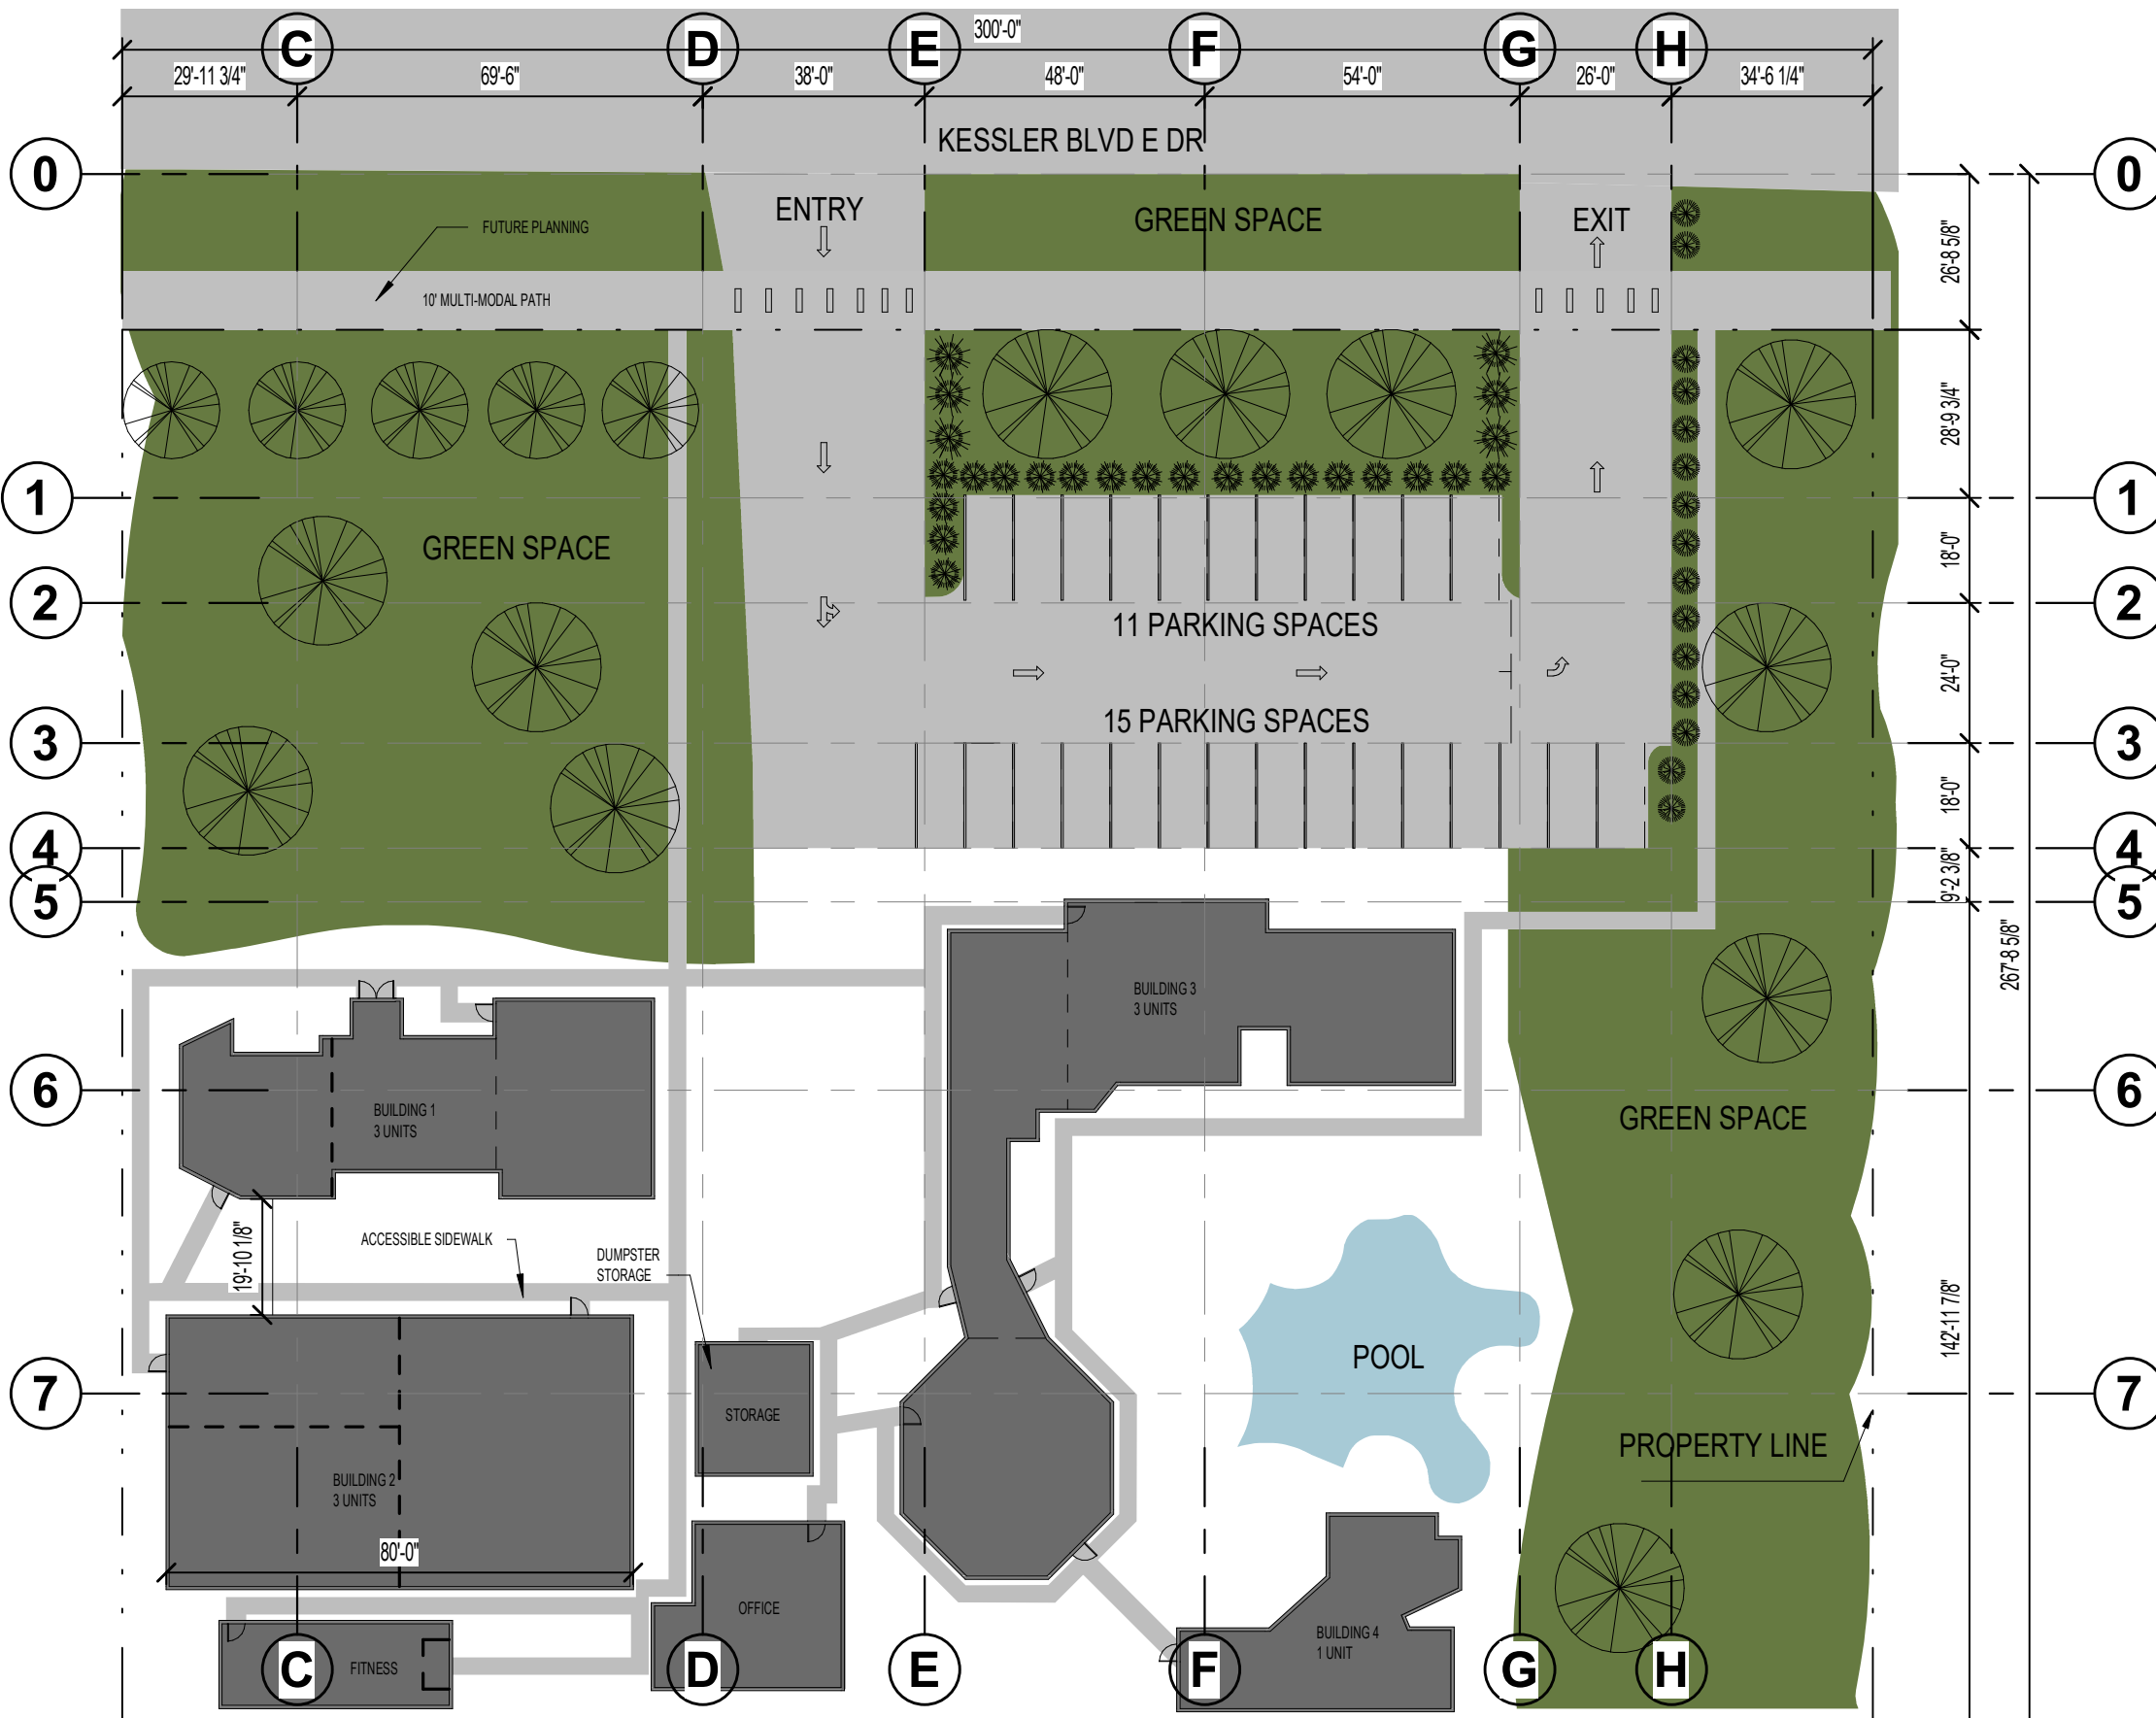 300'-0"
C
D
E
F
G
H
29'-11 3/4"
69'-6"
38'-0"
48'-0"
54'-0"
26'-0"
34'-6 1/4"
KESSLER BLVD E DR
0
0
ENTRY
GREEN SPACE
EXIT
FUTURE PLANNING
26'-8 5/8"
10' MULTI-MODAL PATH
28'-9 3/4"
1
1
GREEN SPACE
18'-0"
2
2
11 PARKING SPACES
24'-0"
15 PARKING SPACES
3
3
18'-0"
4
4
9'-2 3/8"
5
5
267'-8 5/8"
BUILDING 3
3 UNITS
6
6
BUILDING 1
3 UNITS
GREEN SPACE
19'-10 1/8"
ACCESSIBLE SIDEWALK
DUMPSTER
STORAGE
142'-11 7/8"
POOL
7
7
STORAGE
PROPERTY LINE
BUILDING 2
3 UNITS
80'-0"
OFFICE
BUILDING 4
1 UNIT
FITNESS
C
D
E
F
G
H